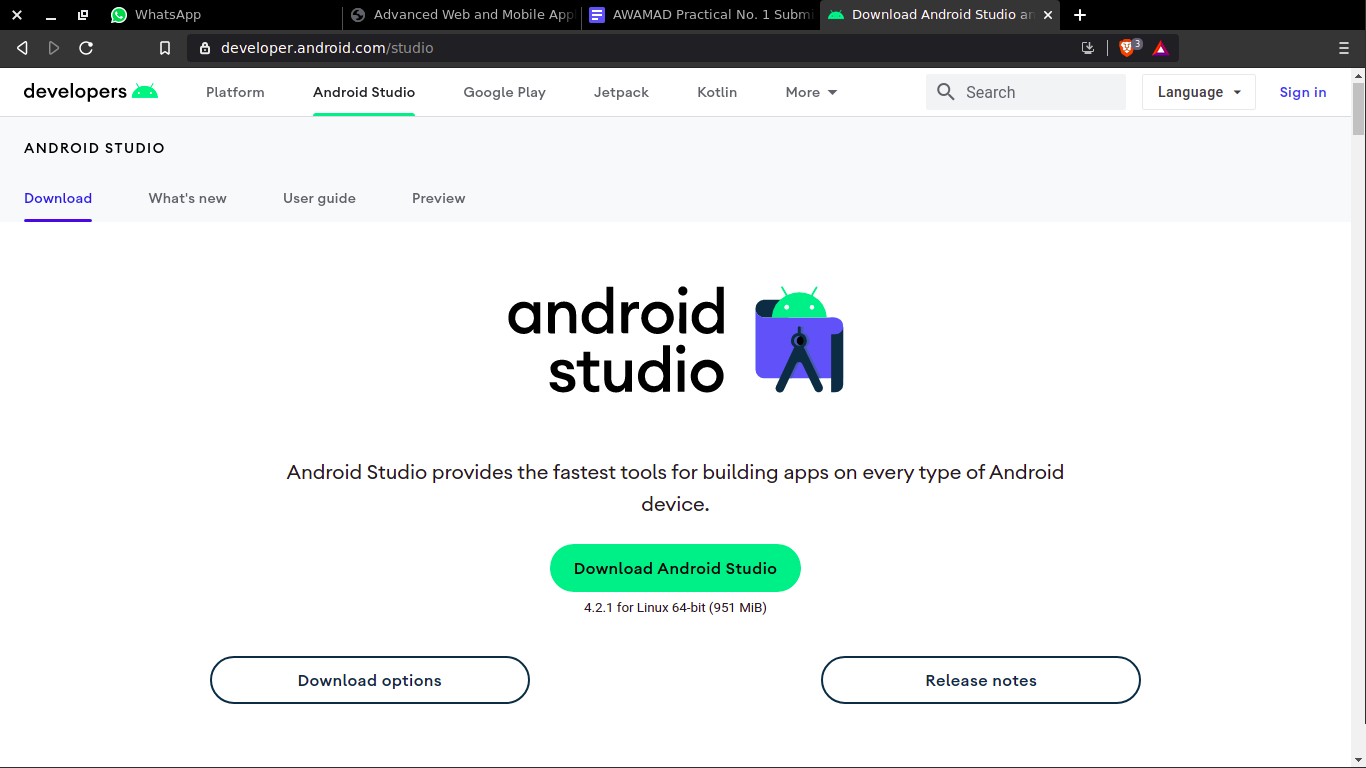 WhatsApp
Advanced Web and Mobile App
AWAMAD Practical No. 1 Submi
Download Android Studio an
developer.android.com/studio
3
developers
Platform
Android Studio
Google Play
Jetpack
Kotlin
More
Search
Language
Sign in
ANDROID STUDIO
Download
What's new
User guide
Preview
android
studio
Android Studio provides the fastest tools for building apps on every type of Android
device.
Download Android Studio
4.2.1 for Linux 64-bit (951 MiB)
Download options
Release notes